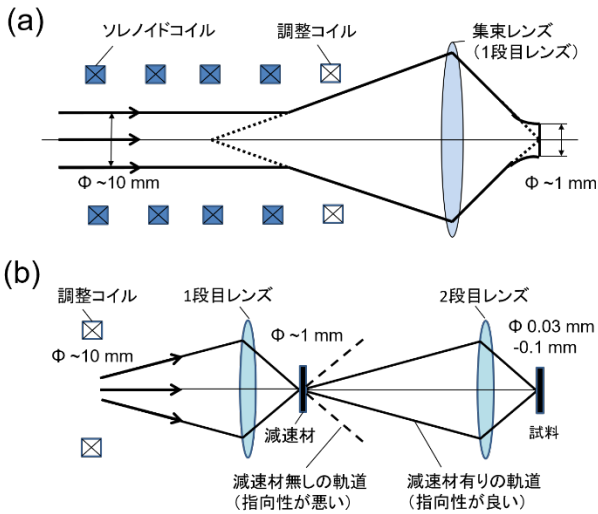 (a)
ソレノイドコイル
調整コイル
集束レンズ
(1段目レンズ)
Φ ~10 mm
Φ ~1 mm
(b)
調整コイル
1段目レンズ
2段目レンズ
Φ ~10 mm
Φ ~1 mm
Φ 0.03 mm
-0.1 mm
減速材
試料
減速材無しの軌道
(指向性が悪い)
減速材有りの軌道
(指向性が良い)